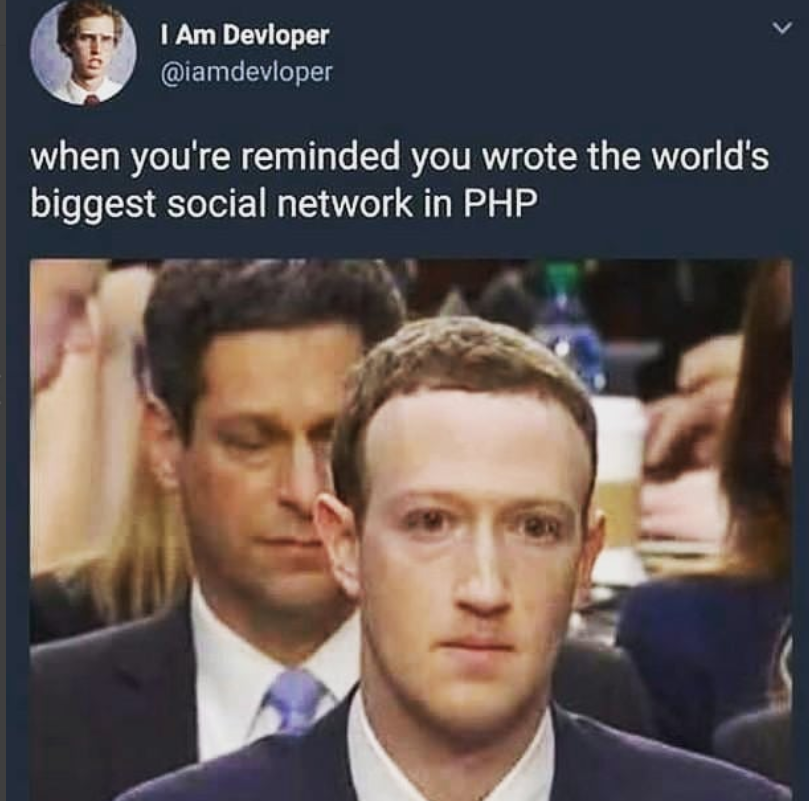 I Am Devloper
@iamdevloper
when you're reminded you wrote the world's
biggest social network in PHP